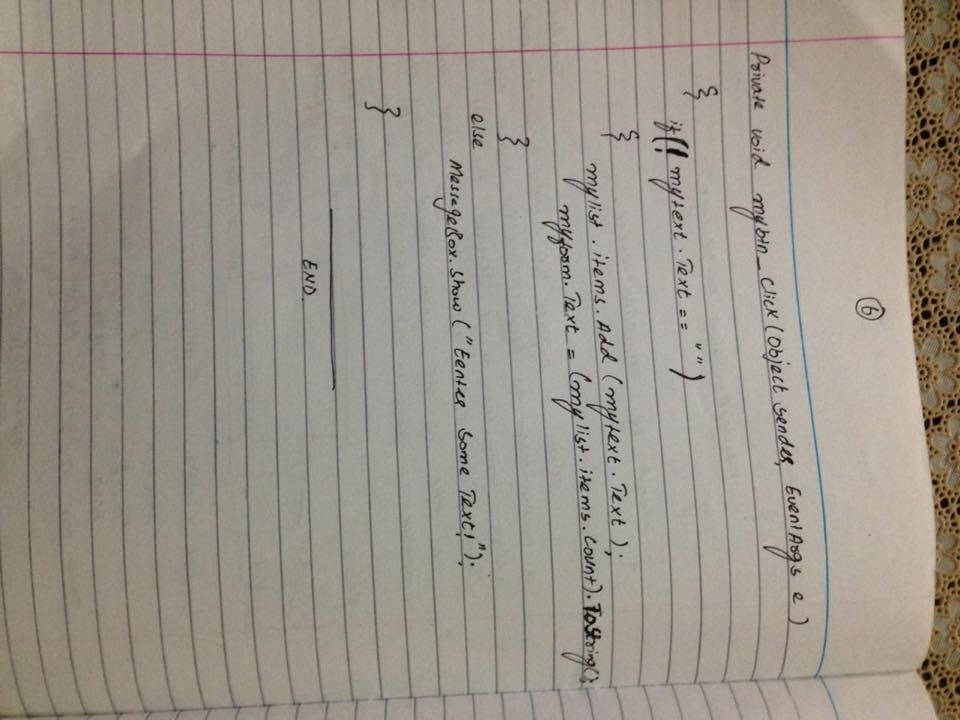 6
Private void mybtn_Click(Object sender, EventArgs e)
{
if(! mytext.Text == "")
{
mylist.items.Add(mytext.Text);
myform.Text = (mylist.items.count).ToString();
}
else
MessageBox.Show("Eenter some Text!");
}
END.